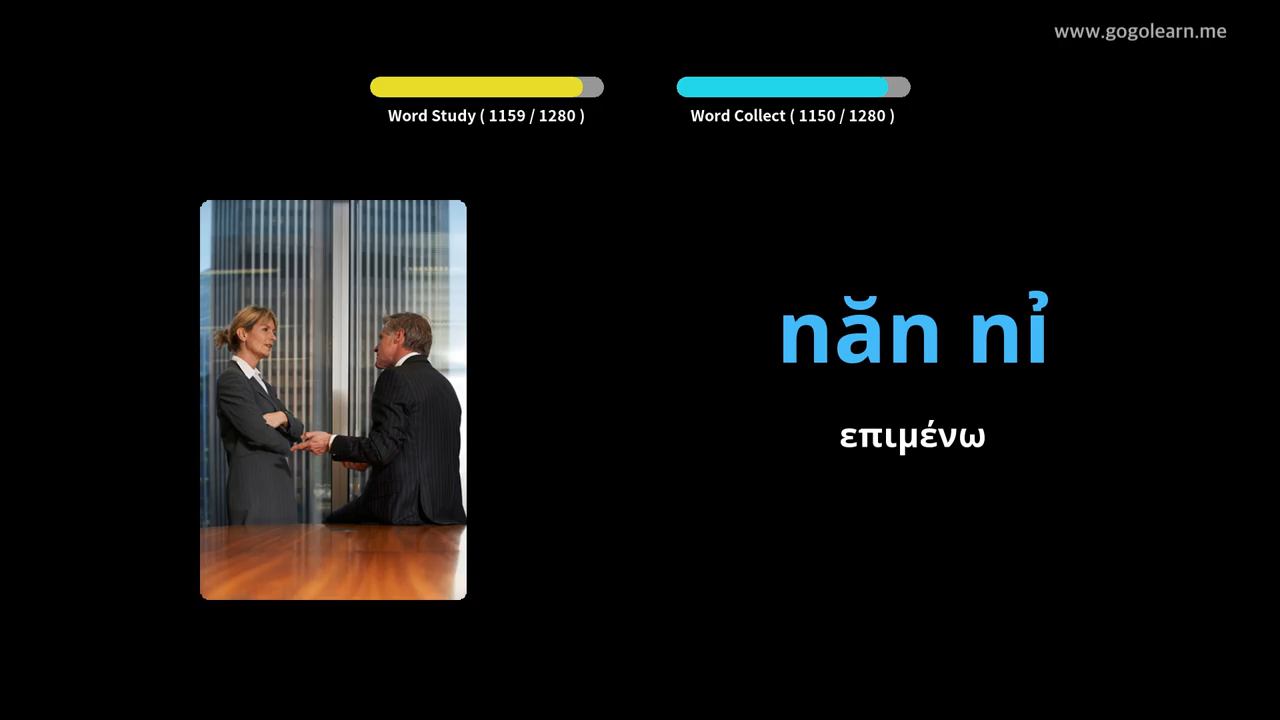 www.gogolearn.me
Word Study ( 1159 / 1280 )
Word Collect ( 1150 / 1280 )
năn nỉ
επιμένω